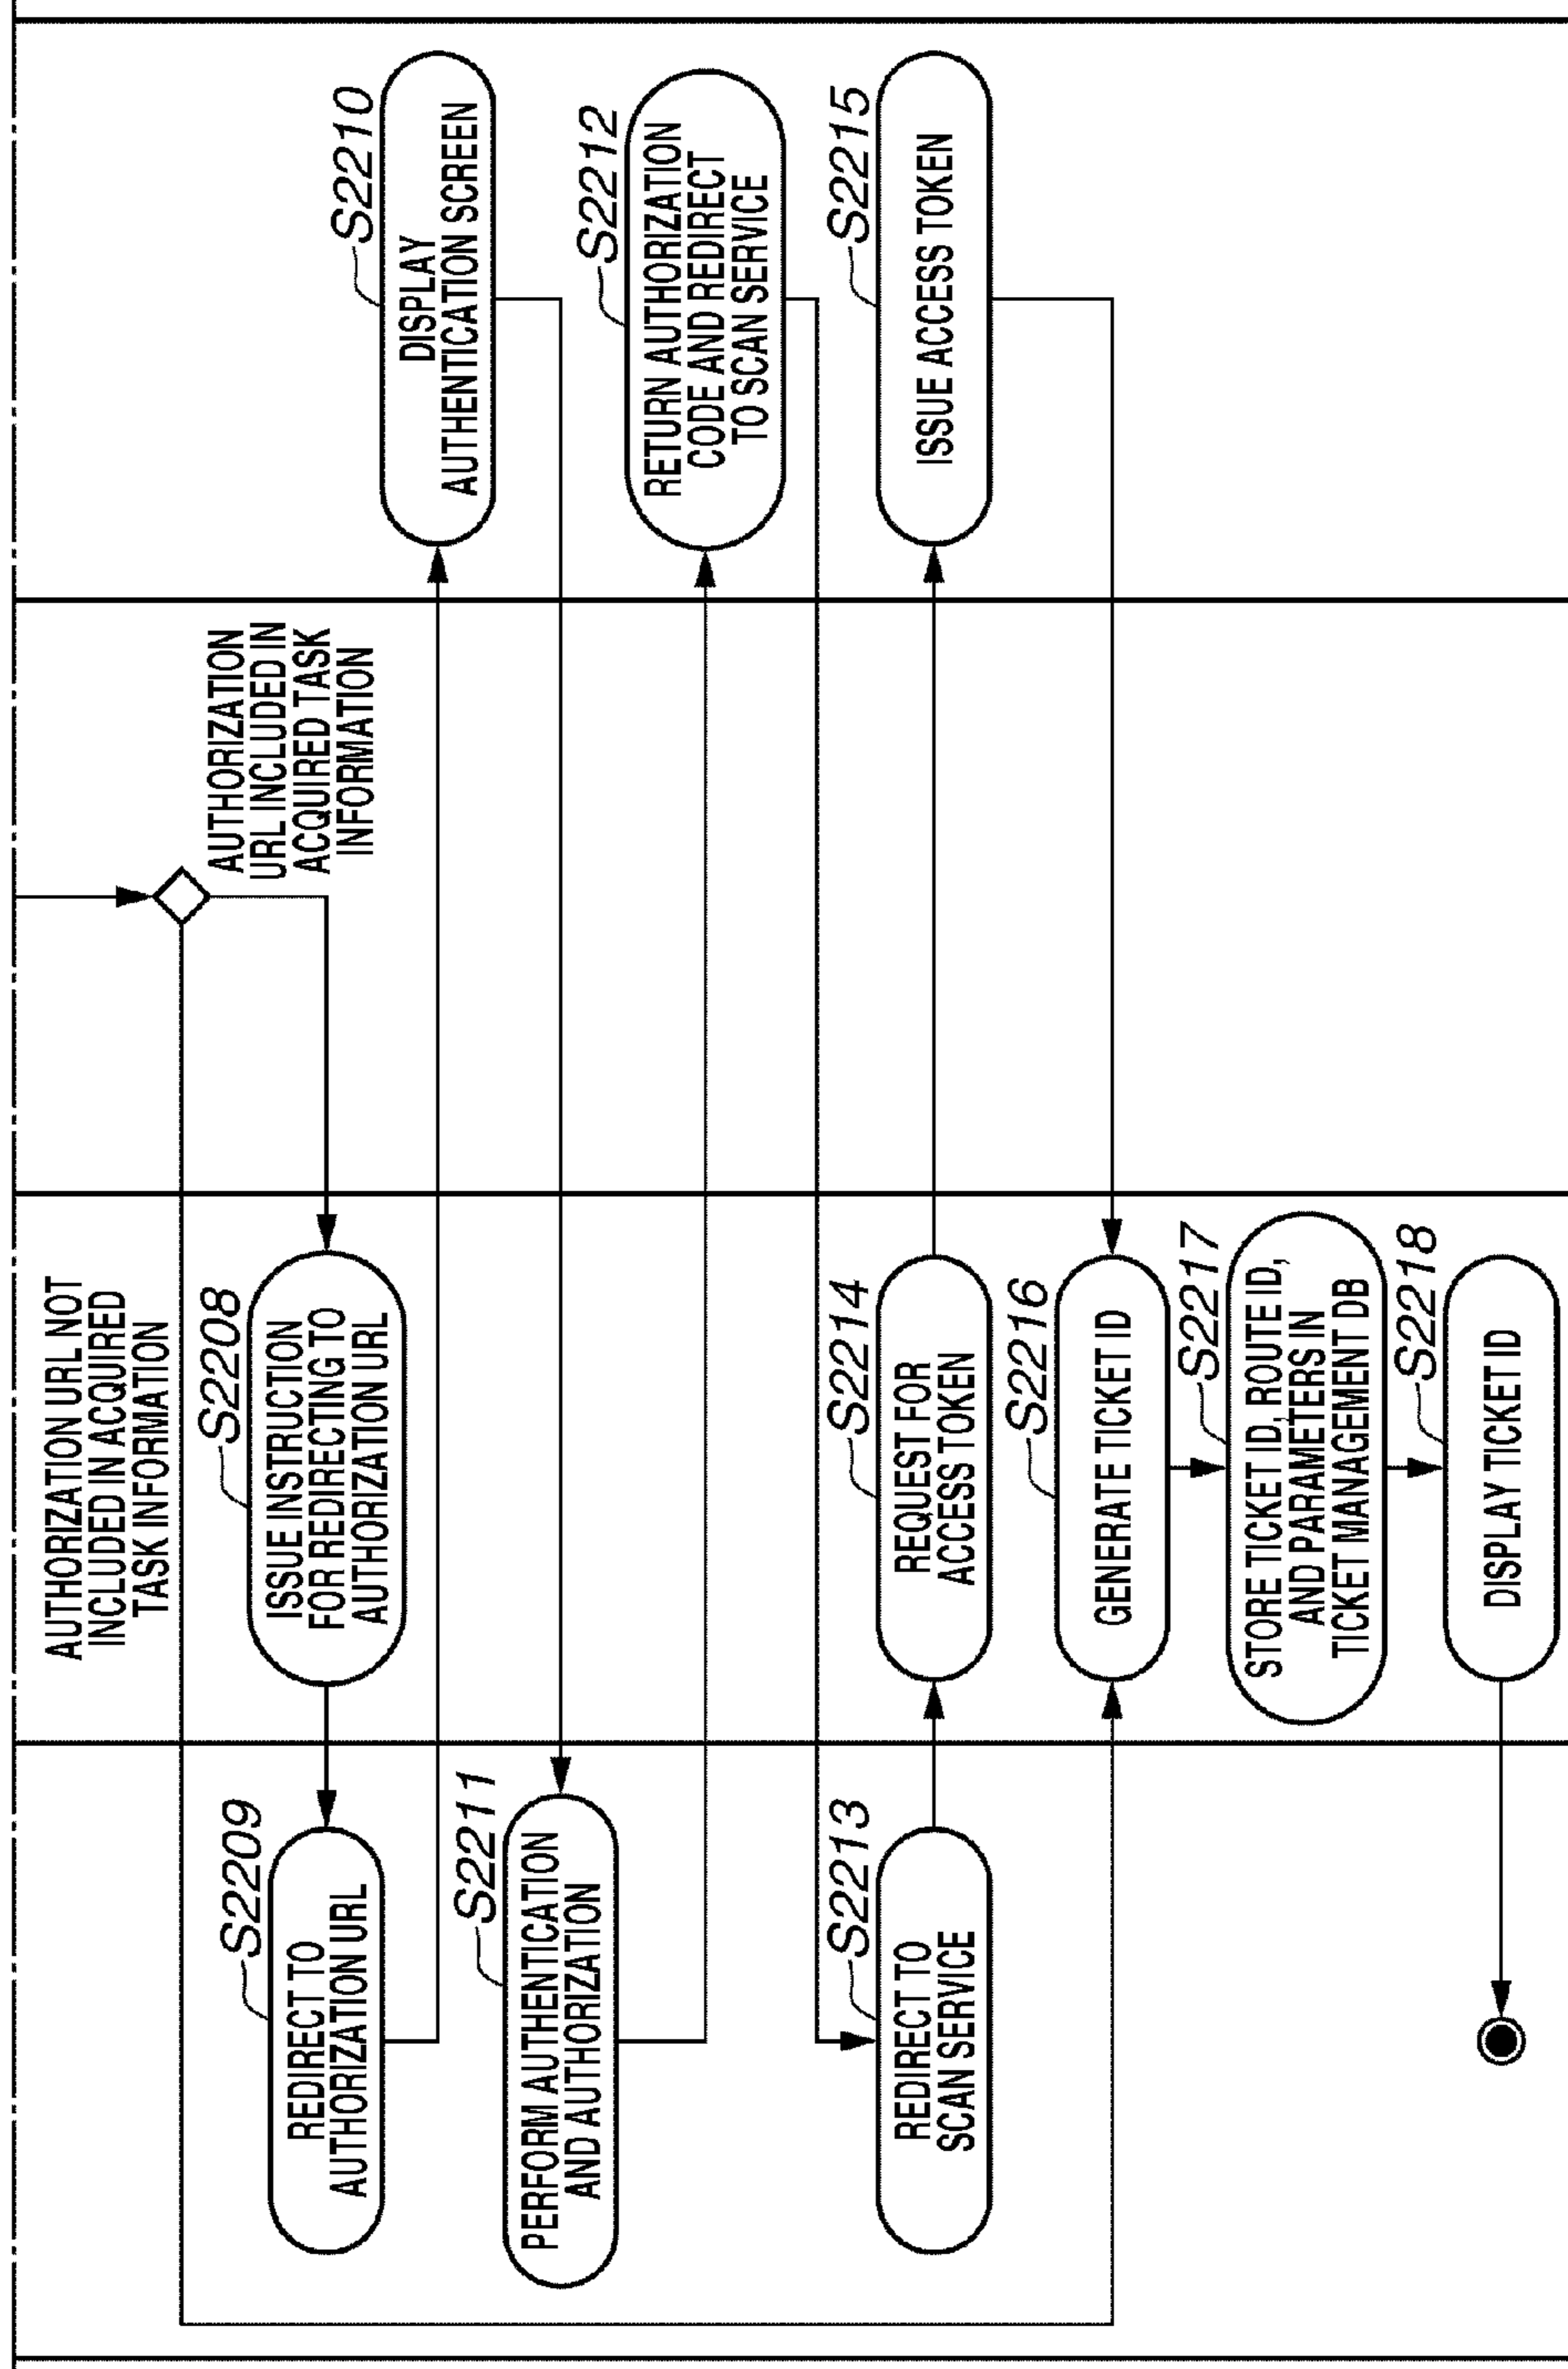 AUTHORIZATION URL NOT
INCLUDED IN ACQUIRED
TASK INFORMATION
AUTHORIZATION
URL INCLUDED IN
ACQUIRED TASK
INFORMATION
S2208
ISSUE INSTRUCTION
FOR REDIRECTING TO
AUTHORIZATION URL
S2209
REDIRECT TO
AUTHORIZATION URL
S2210
DISPLAY
AUTHENTICATION SCREEN
S2211
PERFORM AUTHENTICATION
AND AUTHORIZATION
S2212
RETURN AUTHORIZATION
CODE AND REDIRECT
TO SCAN SERVICE
S2213
REDIRECT TO
SCAN SERVICE
S2214
REQUEST FOR
ACCESS TOKEN
S2215
ISSUE ACCESS TOKEN
S2216
GENERATE TICKET ID
S2217
STORE TICKET ID, ROUTE ID,
AND PARAMETERS IN
TICKET MANAGEMENT DB
S2218
DISPLAY TICKET ID